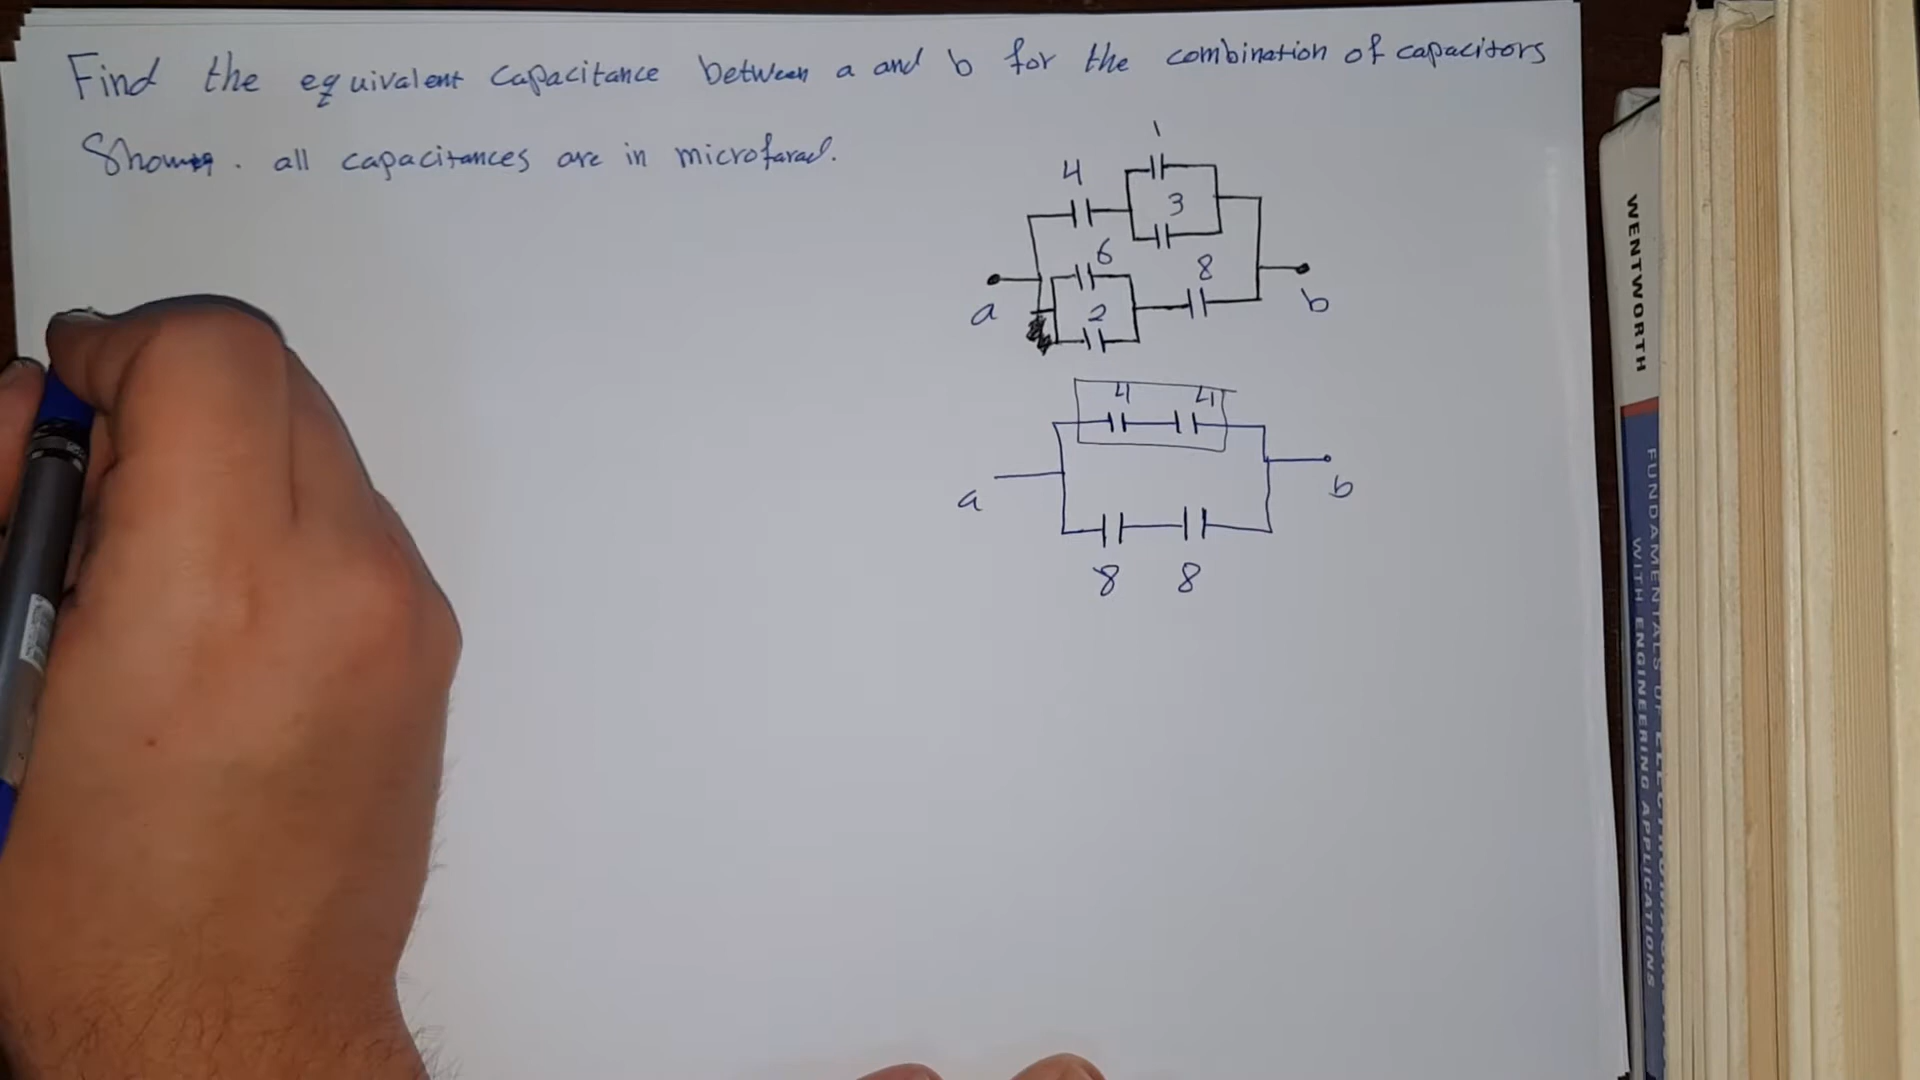 Find the equivalent capacitance between a and b for the combination of capacitors
Shown . all capacitances are in microfarad.
1
4
3
6
8
a
2
b
4 4
a
b
8 8
WENTWORTH
FUNDAMENTALS OF
WITH ENGINEERING APPLICATIONS